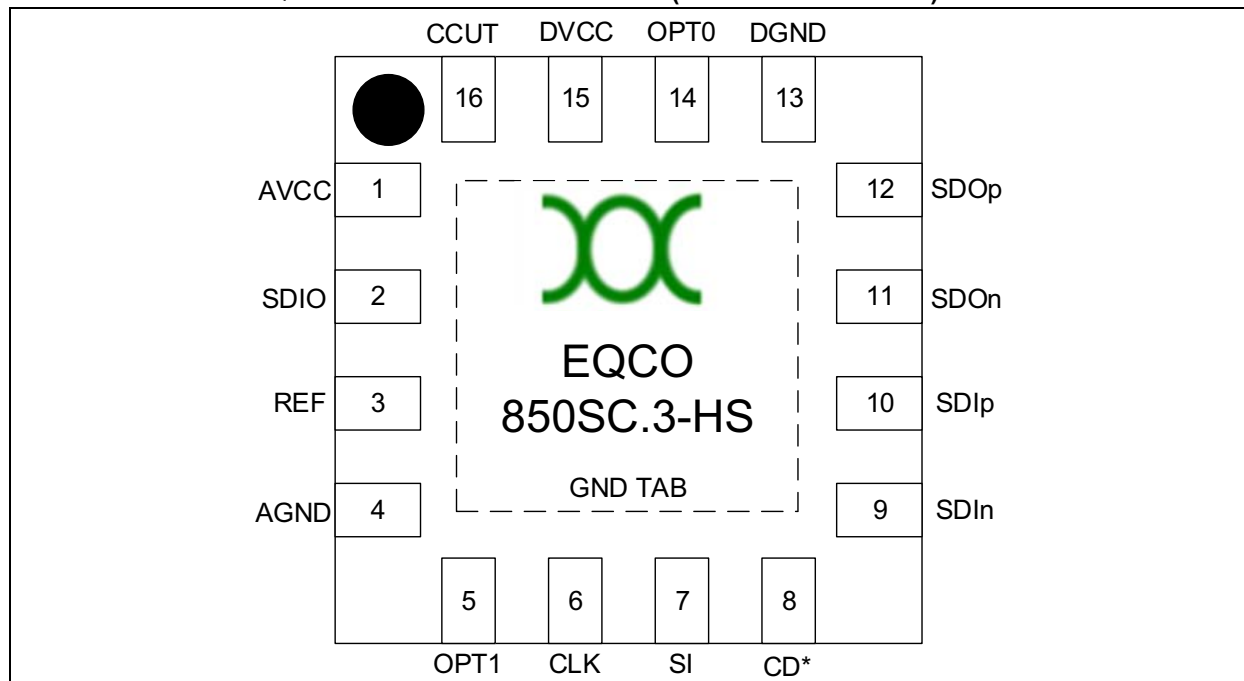 CCUT DVCC OPT0 DGND
16 15 14 13
AVCC 1 12 SDOp
SDIO 2 11 SDOn
EQCO
REF 3 10 SDIp
850SC.3-HS
GND TAB
AGND 4 9 SDIn
5 6 7 8
OPT1 CLK SI CD*